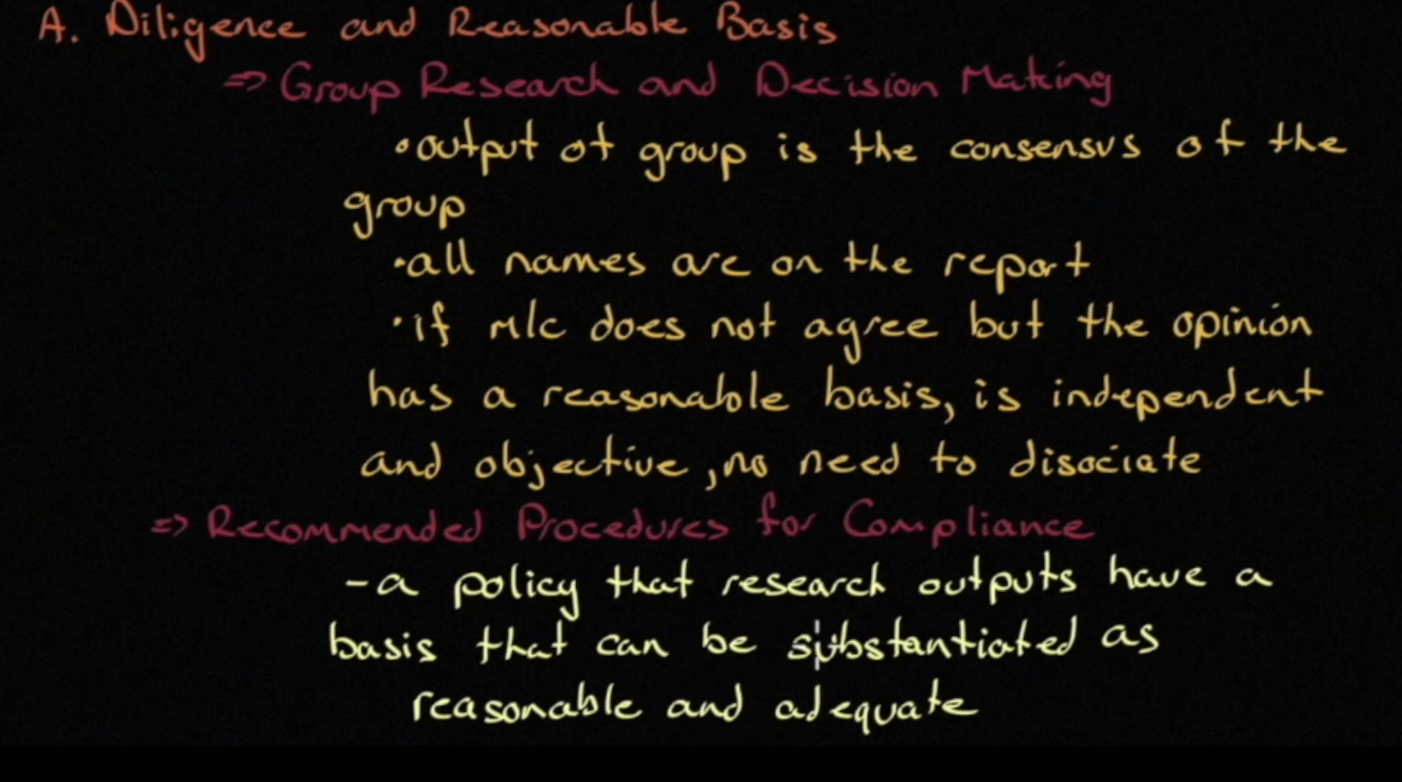 A. Diligence and Reasonable Basis
=> Group Research and Decision Making
• output of group is the consensus of the
group
• all names are on the report
• if M/c does not agree but the opinion
has a reasonable basis, is independent
and objective, no need to disociate
=> Recommended Procedures for Compliance
- a policy that research outputs have a
basis that can be substantiated as
reasonable and adequate